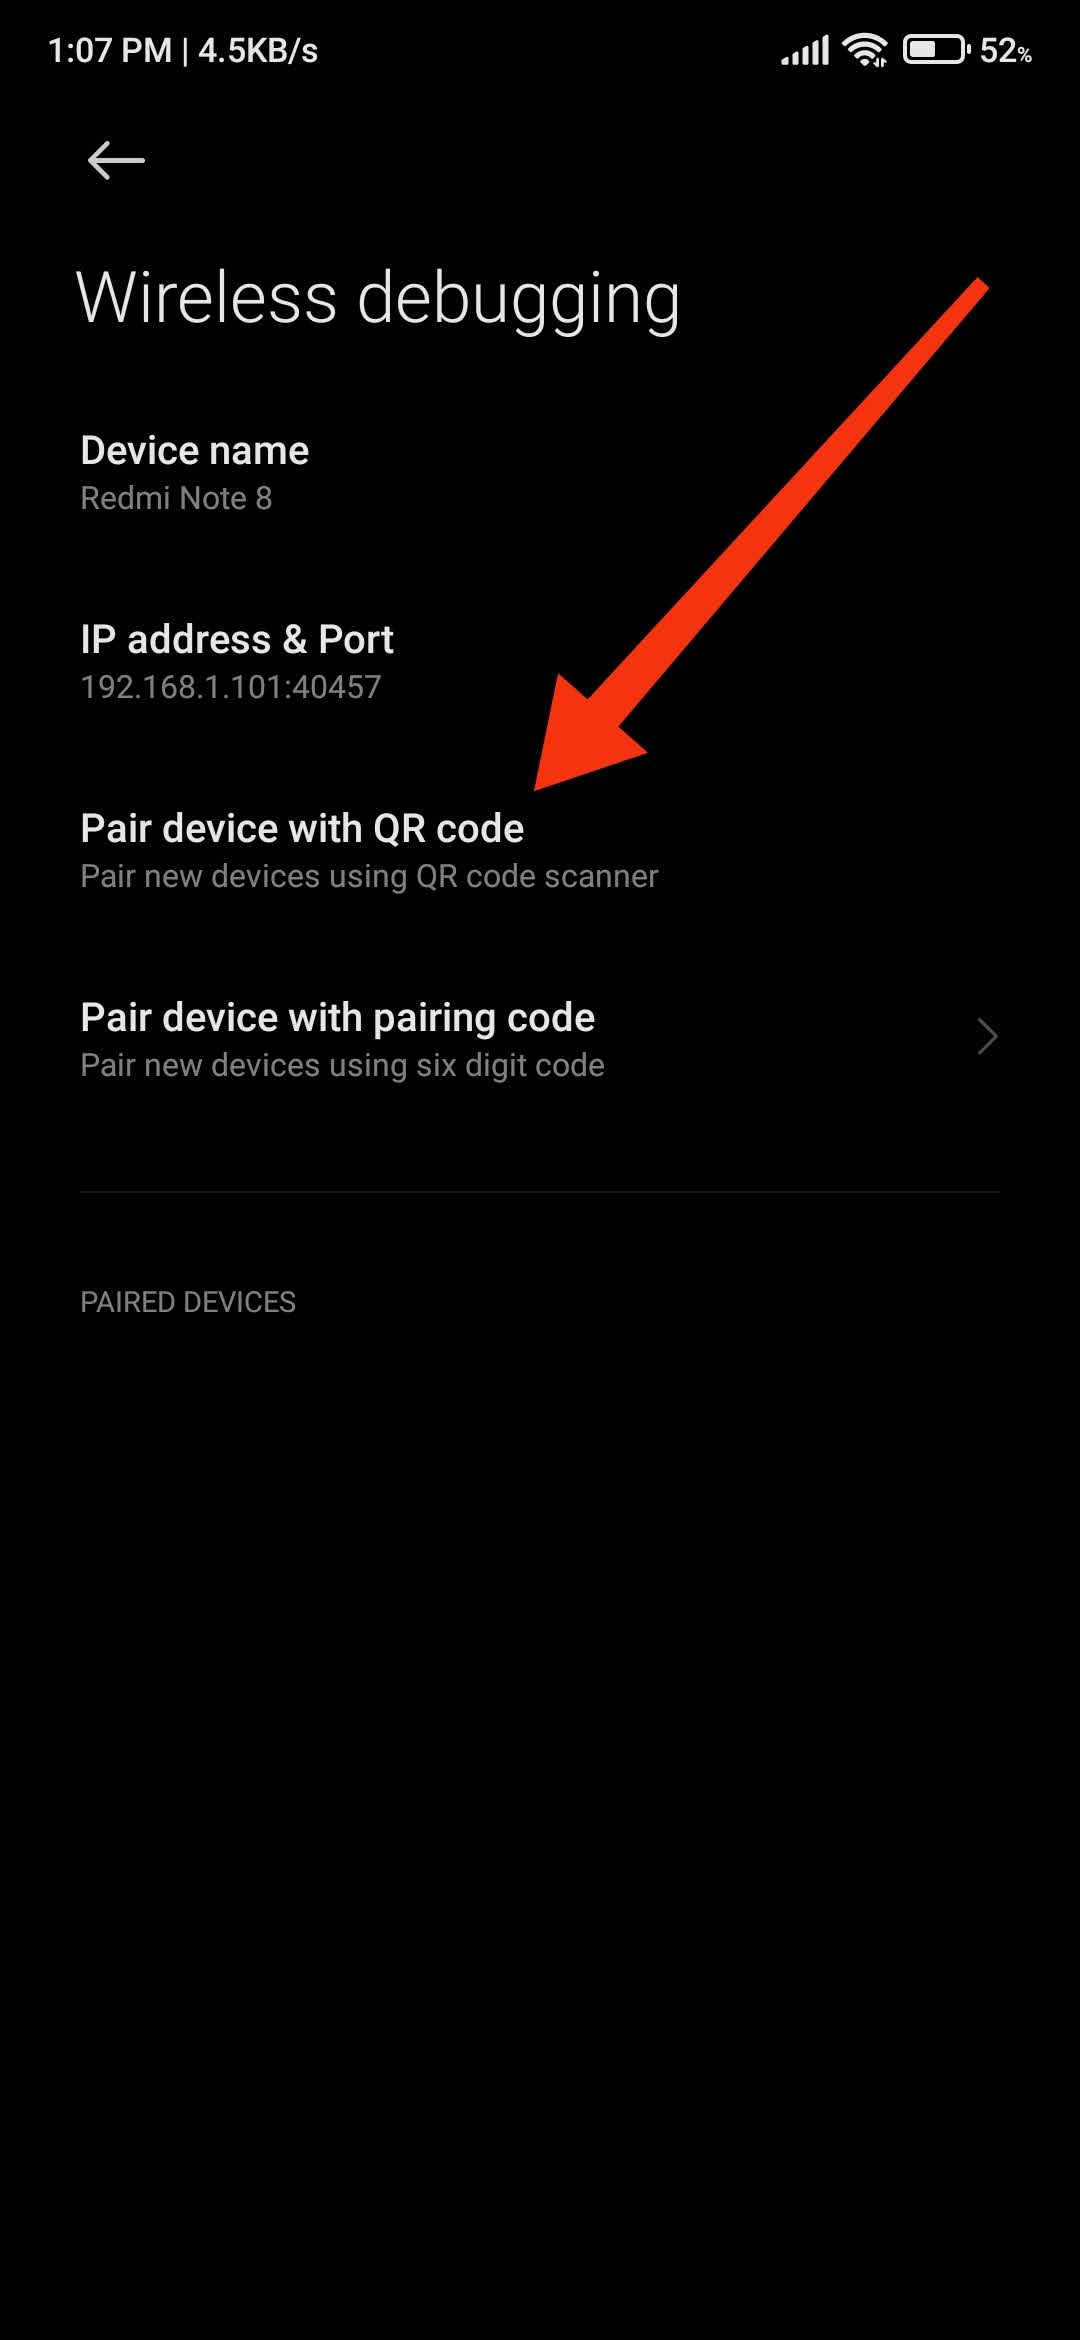 1:07 PM | 4.5KB/s 52%
Wireless debugging
Device name
Redmi Note 8
IP address & Port
192.168.1.101:40457
Pair device with QR code
Pair new devices using QR code scanner
Pair device with pairing code
Pair new devices using six digit code
PAIRED DEVICES